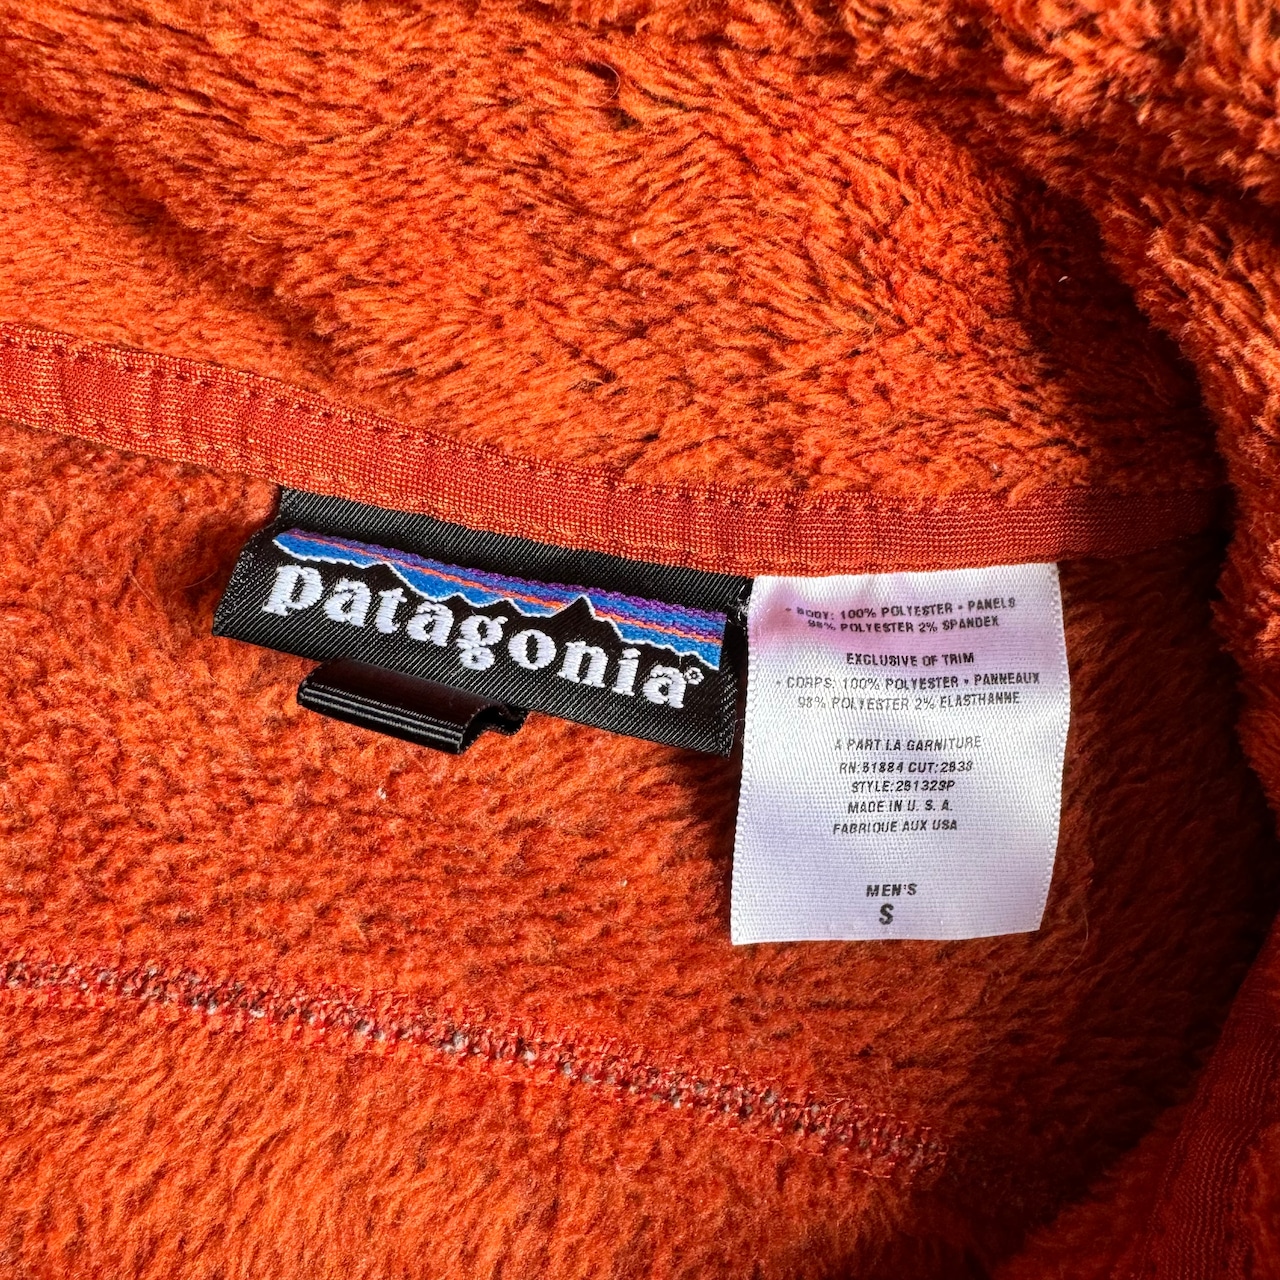 patagonia®
• BODY: 100% POLYESTER • PANELS
98% POLYESTER 2% SPANDEX
EXCLUSIVE OF TRIM
• CORPS: 100% POLYESTER • PANNEAUX
98% POLYESTER 2% ELASTHANNE
A PART LA GARNITURE
RN:51884 CUT:2833
STYLE:251329P
MADE IN U. S. A.
FABRIQUE AUX USA
MEN'S
S